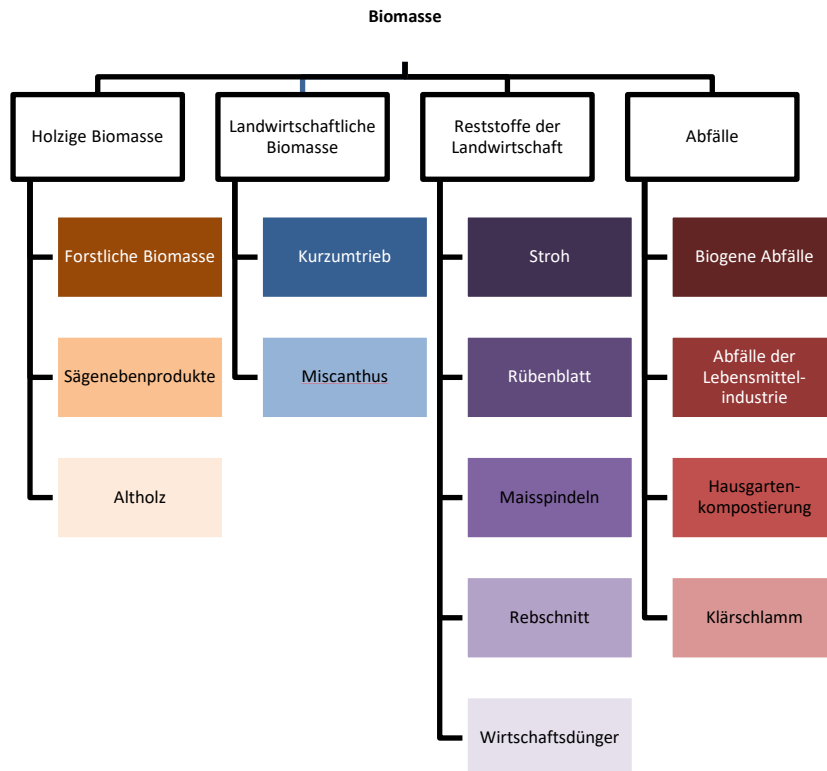 Biomasse
Holzige Biomasse
Landwirtschaftliche
Biomasse
Reststoffe der
Landwirtschaft
Abfälle
Forstliche Biomasse
Sägenebenprodukte
Altholz
Kurzumtrieb
Miscanthus
Stroh
Rübenblatt
Maisspindeln
Rebschnitt
Wirtschaftsdünger
Biogene Abfälle
Abfälle der
Lebensmittel-
industrie
Hausgarten-
kompostierung
Klärschlamm